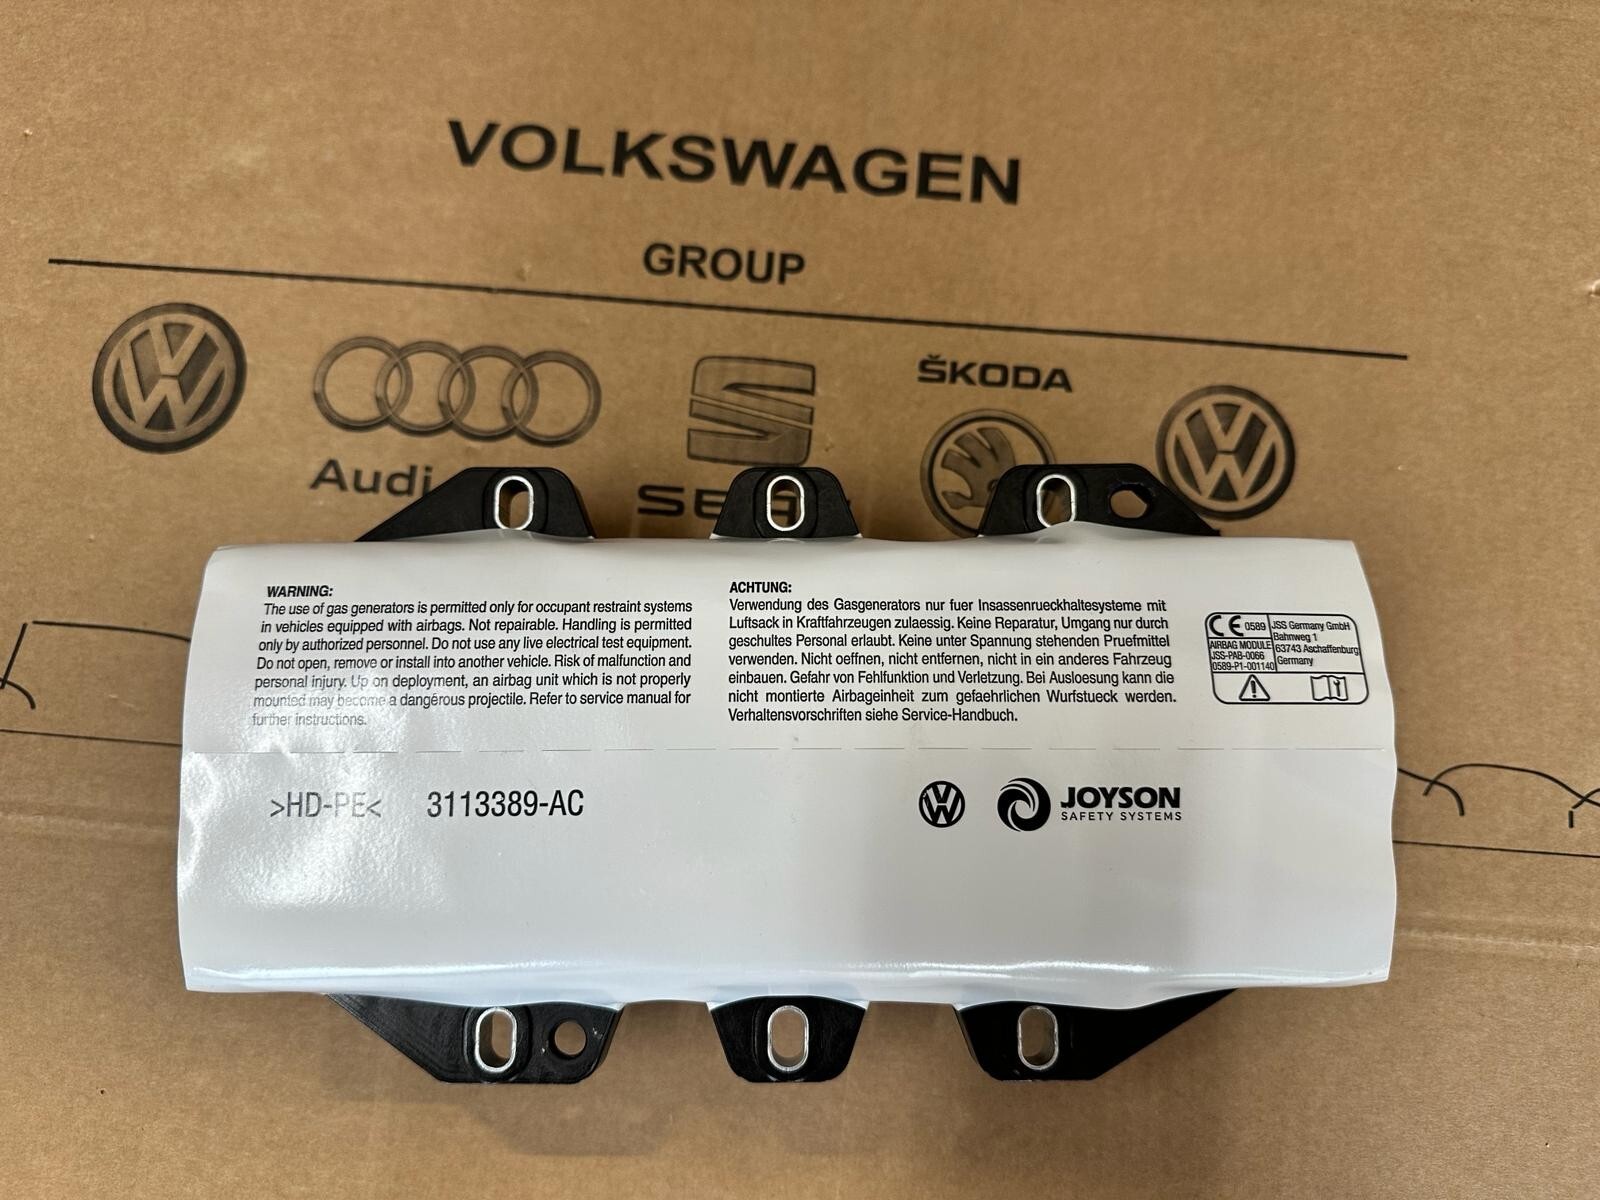 VOLKSWAGEN
GROUP
ŠKODA
Audi
WARNING:
The use of gas generators is permitted only for occupant restraint systems
in vehicles equipped with airbags. Not repairable. Handling is permitted
only by authorized personnel. Do not use any live electrical test equipment.
Do not open, remove or install into another vehicle. Risk of malfunction and
personal injury. Up on deployment, an airbag unit which is not properly
mounted may become a dangerous projectile. Refer to service manual for
further instructions.
ACHTUNG:
Verwendung des Gasgenerators nur fuer Insassenrueckhaltesysteme mit
Luftsack in Kraftfahrzeugen zulaessig. Keine Reparatur, Umgang nur durch
geschultes Personal erlaubt. Keine unter Spannung stehenden Pruefmittel
verwenden. Nicht oeffnen, nicht entfernen, nicht in ein anderes Fahrzeug
einbauen. Gefahr von Fehlfunktion und Verletzung. Bei Ausloesung kann die
nicht montierte Airbageinheit zum gefaehrlichen Wurfstueck werden.
Verhaltensvorschriften siehe Service-Handbuch.
CE 0589
AIRBAG MODULE
JSS-PAB-0066
0589-P1-001140
JSS Germany GmbH
Bahnweg 1
63743 Aschaffenburg
Germany
>HD-PE< 3113389-AC
JOYSON
SAFETY SYSTEMS